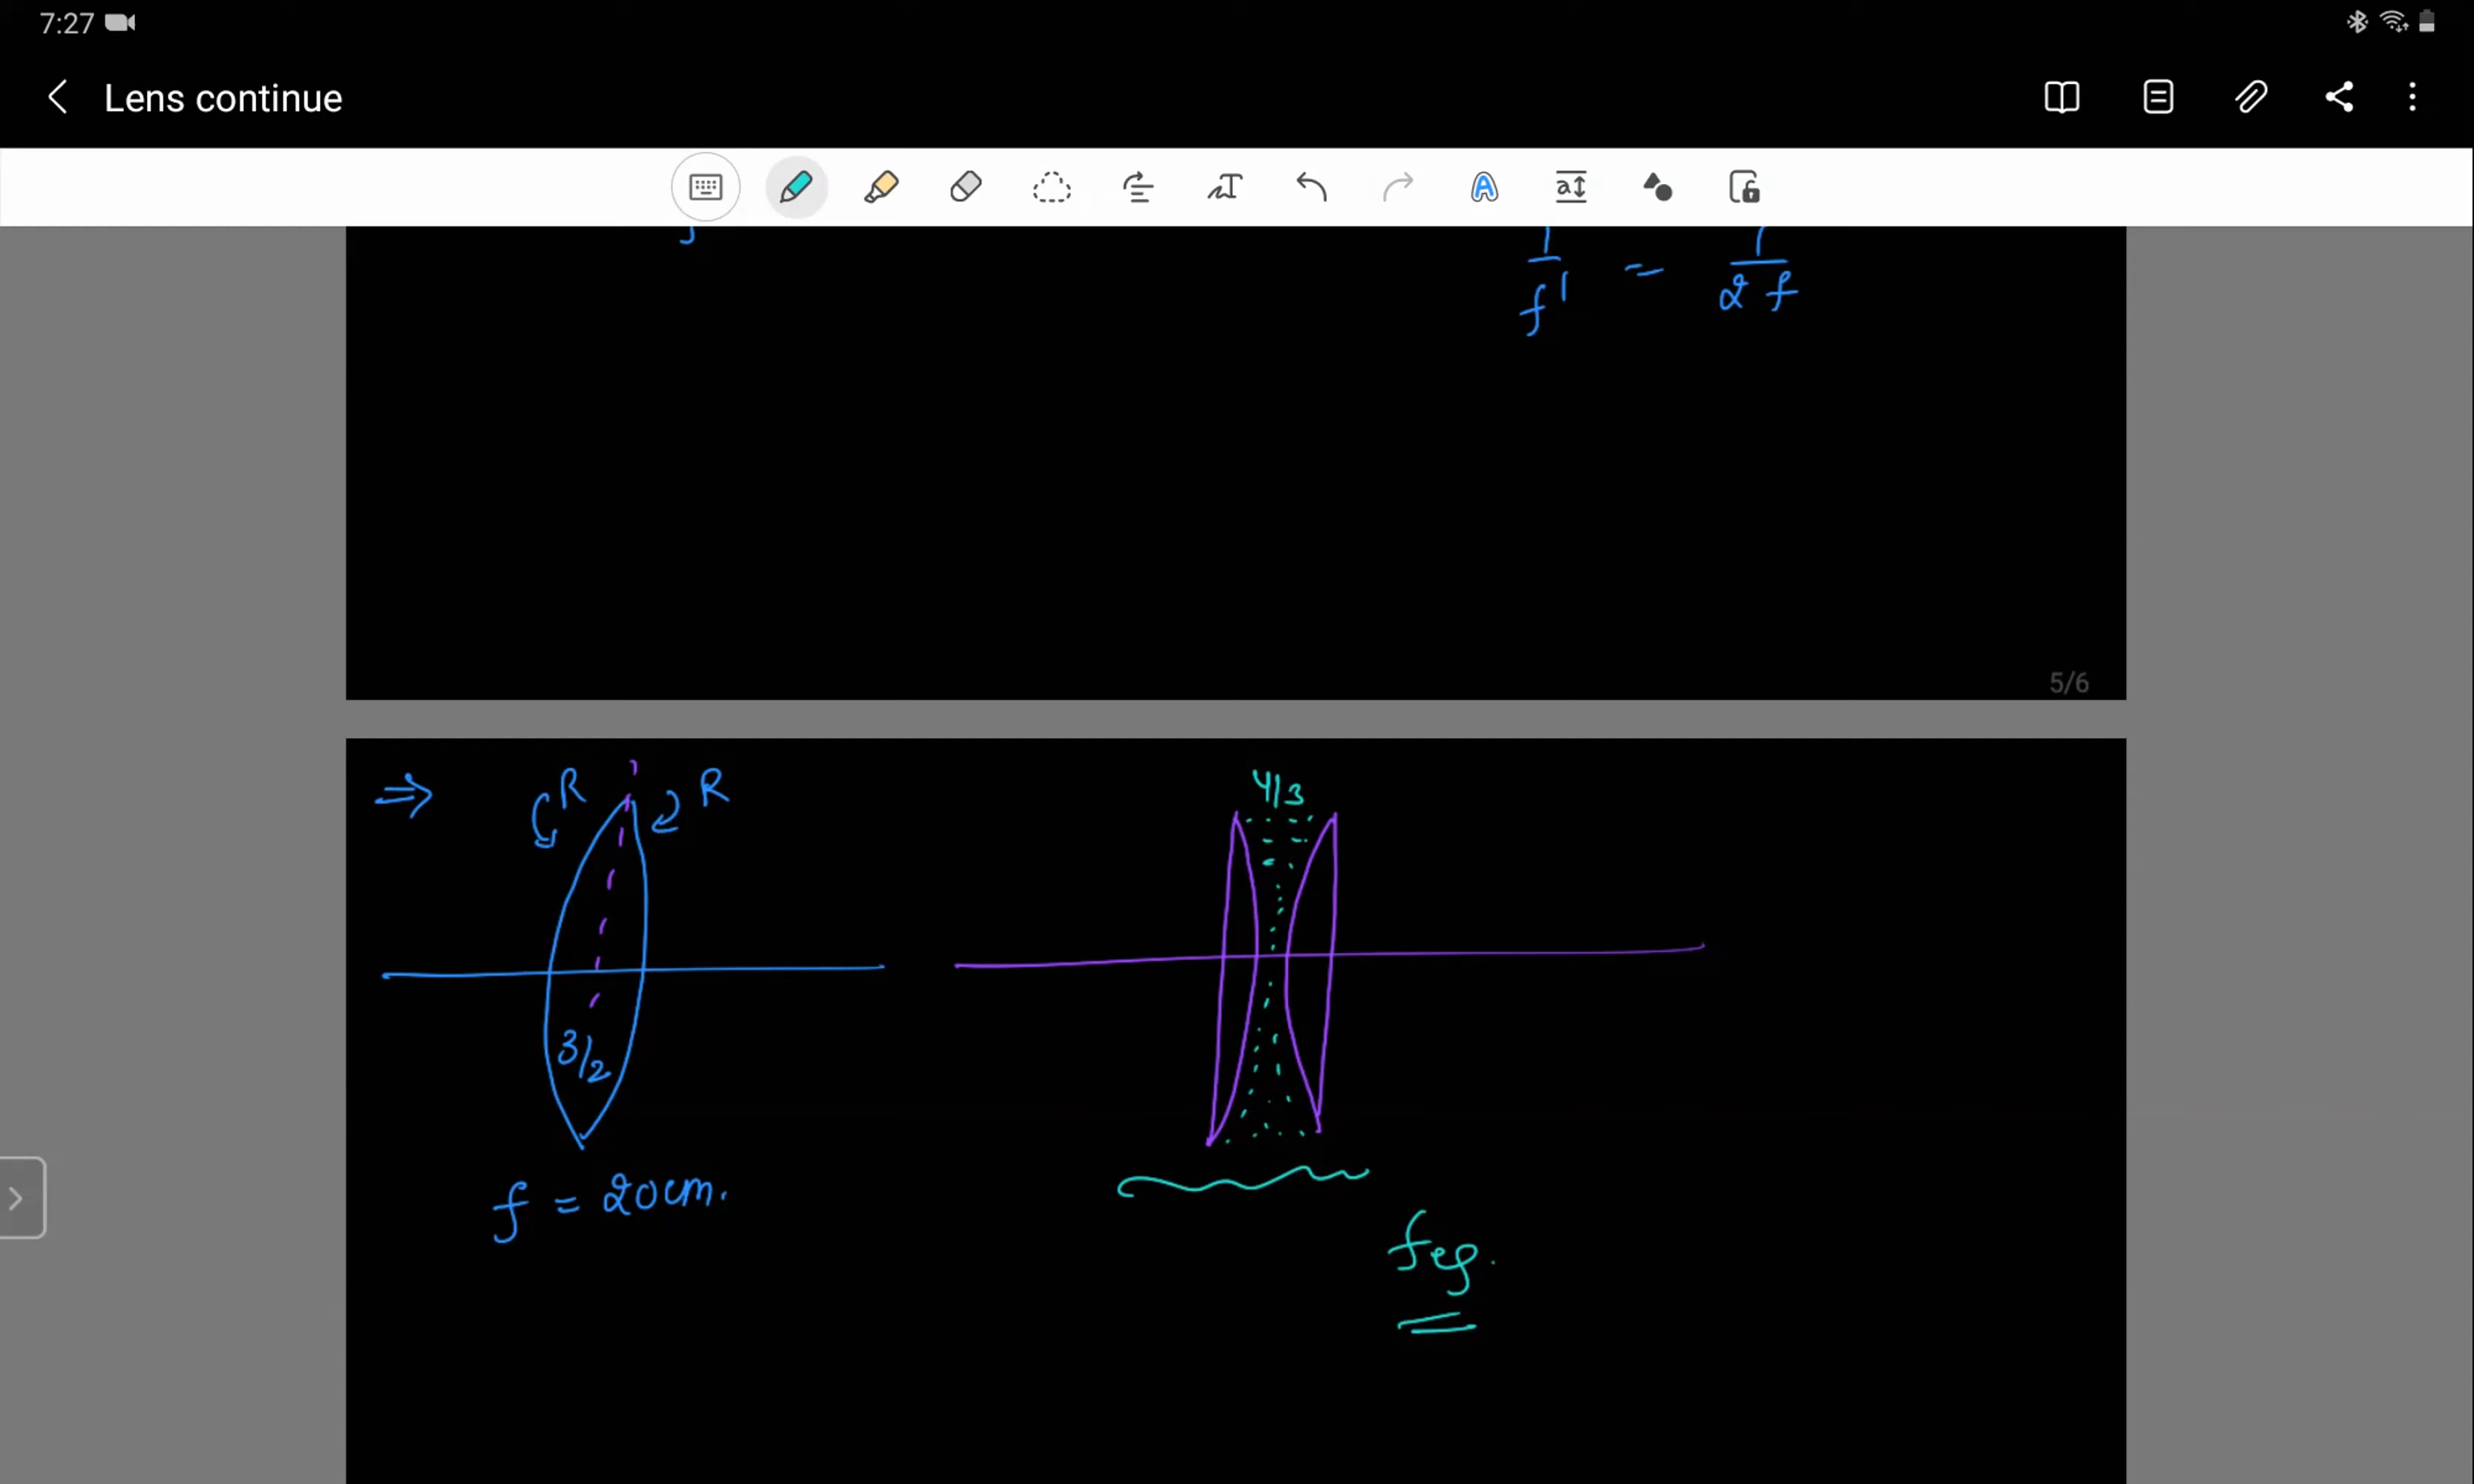 7:27
Lens continue
1/f' = 1/2f
5/6
⇒ R R
4/3
3/2
f = 20cm.
feq.